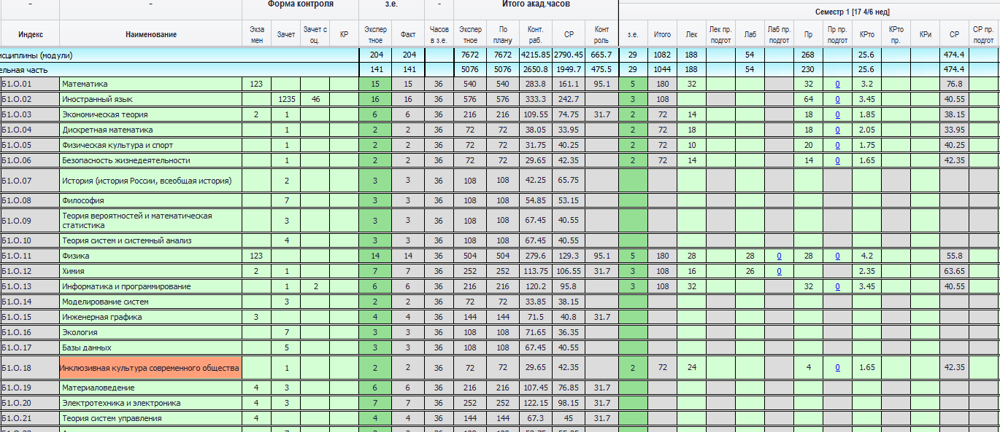 - - Форма контроля з.е. - Итого акад.часов
Семестр 1 [17 4/6 нед]
Индекс Наименование Экза мен Зачет Зачет с оц. КР Экспер тное Факт Часов в з.е. Экспер тное По плану Конт. раб. СР Конт роль з.е. Итого Лек Лек пр. подгот Лаб Лаб пр. подгот Пр Пр пр. подгот КРто КРто пр. КРи СР СР пр. подгот
исциплины (модули) 204 204 7672 7672 4215.85 2790.45 665.7 29 1082 188 54 268 25.6 474.4
ельная часть 141 141 5076 5076 2650.8 1949.7 475.5 29 1044 188 54 230 25.6 474.4
Б1.О.01 Математика 123 15 15 36 540 540 283.8 161.1 95.1 5 180 32 32 0 3.2 76.8
Б1.О.02 Иностранный язык 1235 46 16 16 36 576 576 333.3 242.7 3 108 64 0 3.45 40.55
Б1.О.03 Экономическая теория 2 1 6 6 36 216 216 109.55 74.75 31.7 2 72 14 18 0 1.85 38.15
Б1.О.04 Дискретная математика 1 2 2 36 72 72 38.05 33.95 2 72 18 18 0 2.05 33.95
Б1.О.05 Физическая культура и спорт 1 2 2 36 72 72 31.75 40.25 2 72 10 20 0 1.75 40.25
Б1.О.06 Безопасность жизнедеятельности 1 2 2 36 72 72 29.65 42.35 2 72 14 14 0 1.65 42.35
Б1.О.07 История (история России, всеобщая история) 2 3 3 36 108 108 42.25 65.75
Б1.О.08 Философия 7 3 3 36 108 108 54.85 53.15
Б1.О.09 Теория вероятностей и математическая статистика 3 3 3 36 108 108 67.45 40.55
Б1.О.10 Теория систем и системный анализ 4 3 3 36 108 108 67.45 40.55
Б1.О.11 Физика 123 14 14 36 504 504 279.6 129.3 95.1 5 180 28 28 0 28 0 4.2 55.8
Б1.О.12 Химия 2 1 7 7 36 252 252 113.75 106.55 31.7 3 108 16 26 0 2.35 63.65
Б1.О.13 Информатика и программирование 1 2 6 6 36 216 216 120.2 95.8 3 108 32 32 0 3.45 40.55
Б1.О.14 Моделирование систем 3 2 2 36 72 72 33.85 38.15
Б1.О.15 Инженерная графика 3 4 4 36 144 144 71.5 40.8 31.7
Б1.О.16 Экология 7 3 3 36 108 108 71.65 36.35
Б1.О.17 Базы данных 5 3 3 36 108 108 67.45 40.55
Б1.О.18 Инклюзивная культура современного общества 1 2 2 36 72 72 29.65 42.35 2 72 24 4 0 1.65 42.35
Б1.О.19 Материаловедение 4 3 6 6 36 216 216 107.45 76.85 31.7
Б1.О.20 Электротехника и электроника 4 3 7 7 36 252 252 122.15 98.15 31.7
Б1.О.21 Теория систем управления 4 4 4 36 144 144 67.3 45 31.7